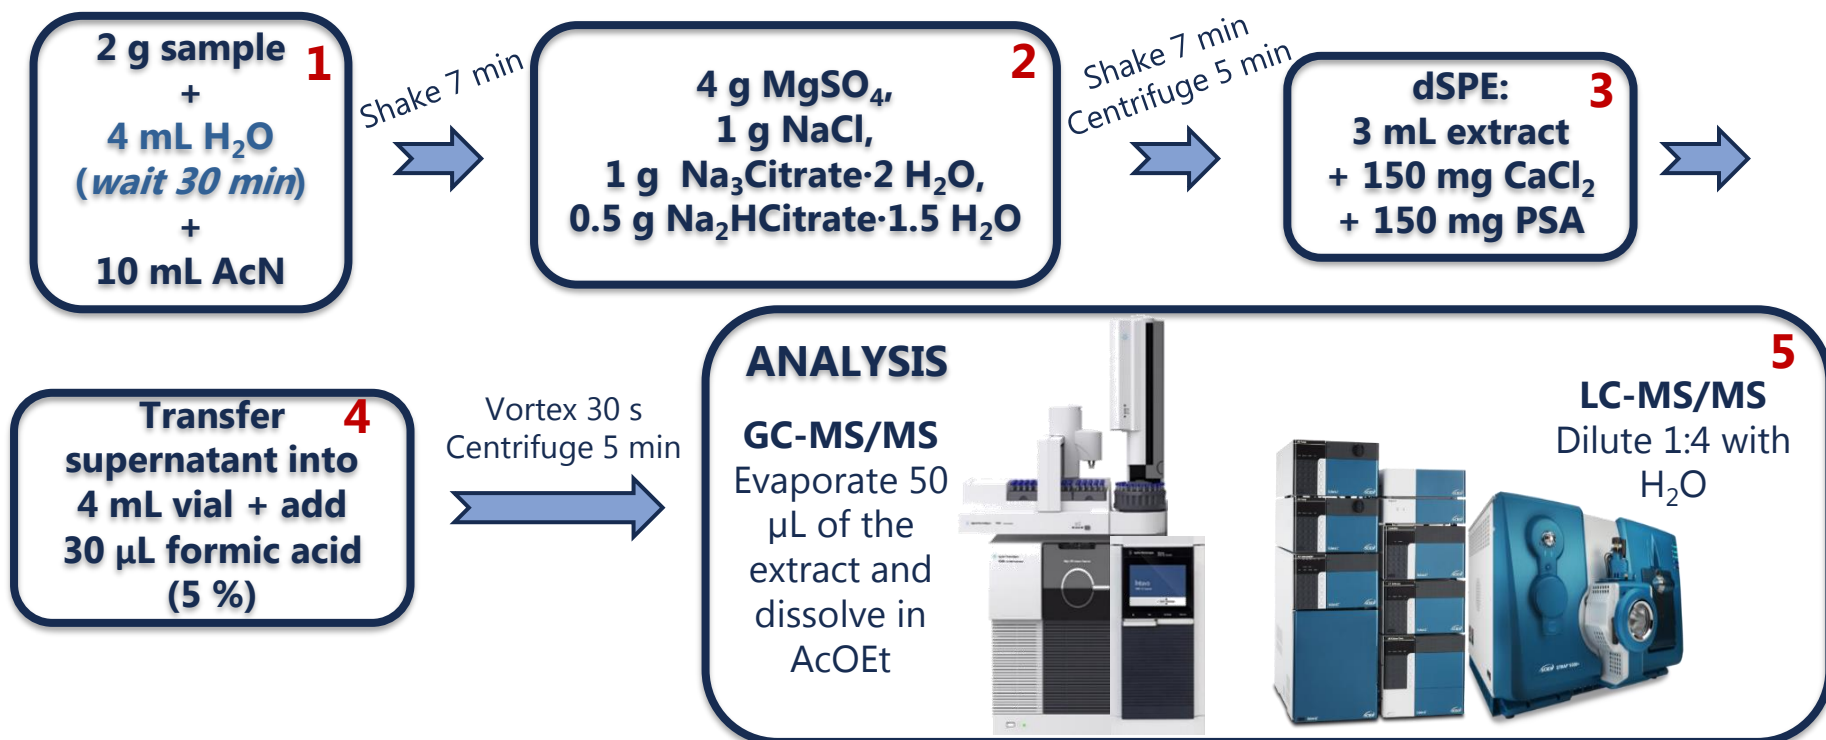 1
2 g sample
+
4 mL H₂O
(wait 30 min)
+
10 mL AcN
Shake 7 min
2
4 g MgSO₄,
1 g NaCl,
1 g Na₃Citrate·2 H₂O,
0.5 g Na₂HCitrate·1.5 H₂O
Shake 7 min
Centrifuge 5 min
3
dSPE:
3 mL extract
+ 150 mg CaCl₂
+ 150 mg PSA
4
Transfer
supernatant into
4 mL vial + add
30 µL formic acid
(5 %)
Vortex 30 s
Centrifuge 5 min
5
ANALYSIS
GC-MS/MS
Evaporate 50
µL of the
extract and
dissolve in
AcOEt
LC-MS/MS
Dilute 1:4 with
H₂O